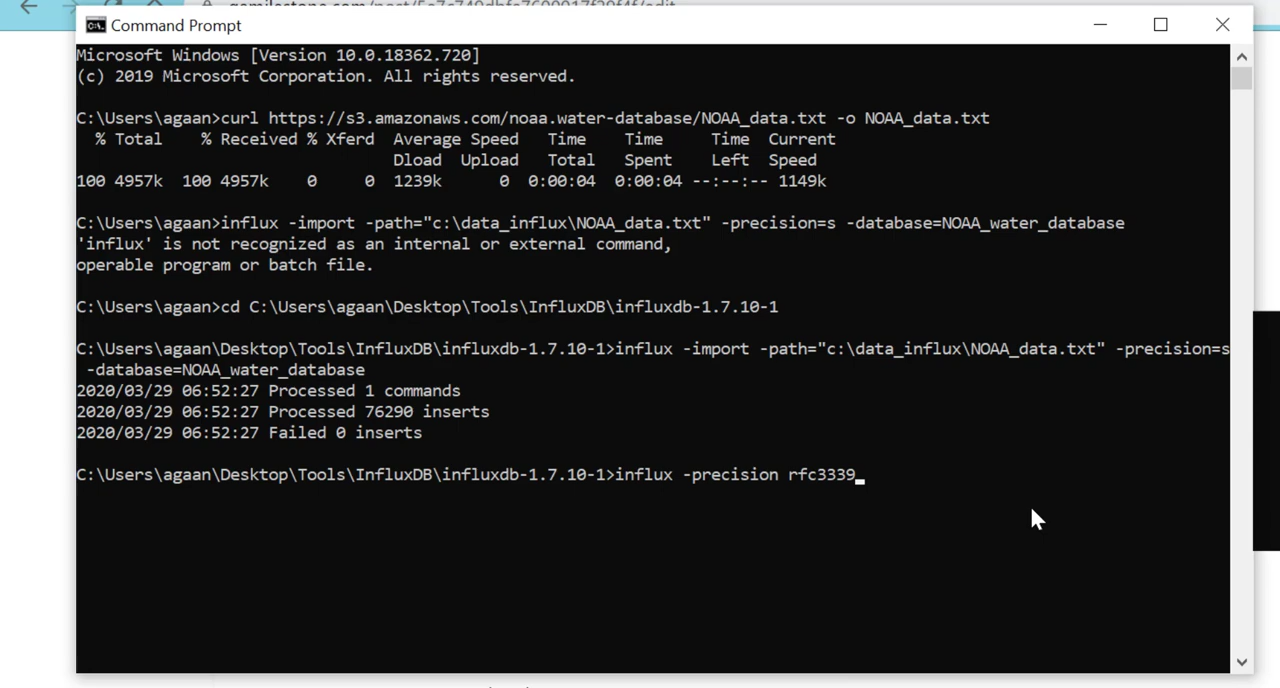 Command Prompt
Microsoft Windows [Version 10.0.18362.720]
(c) 2019 Microsoft Corporation. All rights reserved.
C:\Users\agaan>curl https://s3.amazonaws.com/noaa.water-database/NOAA_data.txt -o NOAA_data.txt
% Total % Received % Xferd Average Speed Time Time Time Current
Dload Upload Total Spent Left Speed
100 4957k 100 4957k 0 0 1239k 0 0:00:04 0:00:04 --:--:-- 1149k
C:\Users\agaan>influx -import -path="c:\data_influx\NOAA_data.txt" -precision=s -database=NOAA_water_database
'influx' is not recognized as an internal or external command,
operable program or batch file.
C:\Users\agaan>cd C:\Users\agaan\Desktop\Tools\InfluxDB\influxdb-1.7.10-1
C:\Users\agaan\Desktop\Tools\InfluxDB\influxdb-1.7.10-1>influx -import -path="c:\data_influx\NOAA_data.txt" -precision=s
-database=NOAA_water_database
2020/03/29 06:52:27 Processed 1 commands
2020/03/29 06:52:27 Processed 76290 inserts
2020/03/29 06:52:27 Failed 0 inserts
C:\Users\agaan\Desktop\Tools\InfluxDB\influxdb-1.7.10-1>influx -precision rfc3339_